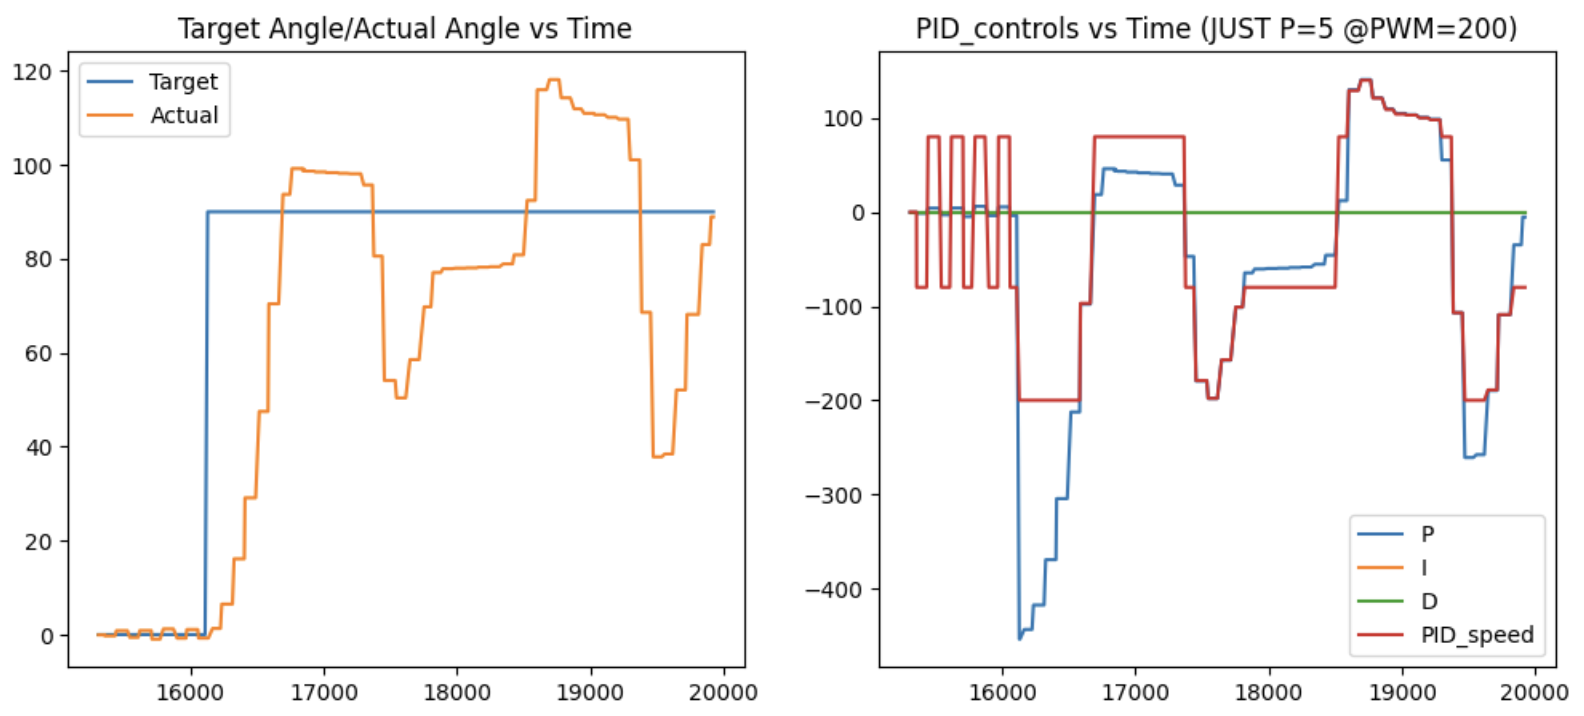 Target Angle/Actual Angle vs Time
120
100
80
60
40
20
0
16000 17000 18000 19000 20000
Target
Actual
PID_controls vs Time (JUST P=5 @PWM=200)
100
0
−100
−200
−300
−400
16000 17000 18000 19000 20000
P
I
D
PID_speed